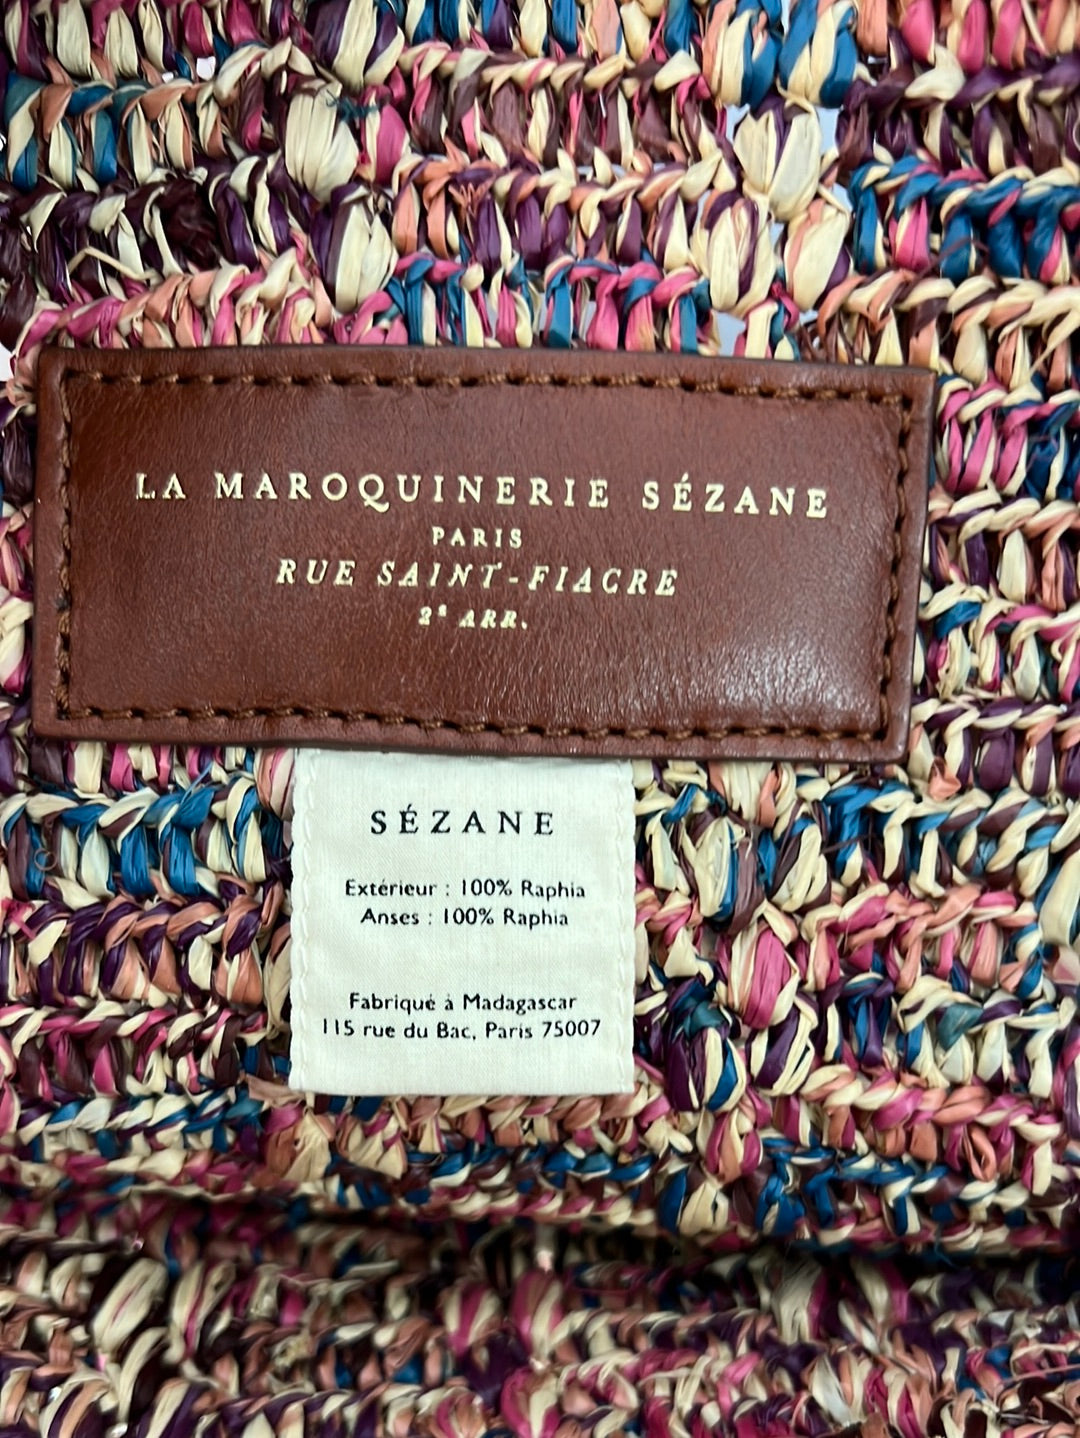 LA MAROQUINERIE SÉZANE
PARIS
RUE SAINT-FIACRE
2e ARR.
SÉZANE
Extérieur : 100% Raphia
Anses : 100% Raphia
Fabriqué à Madagascar
115 rue du Bac, Paris 75007